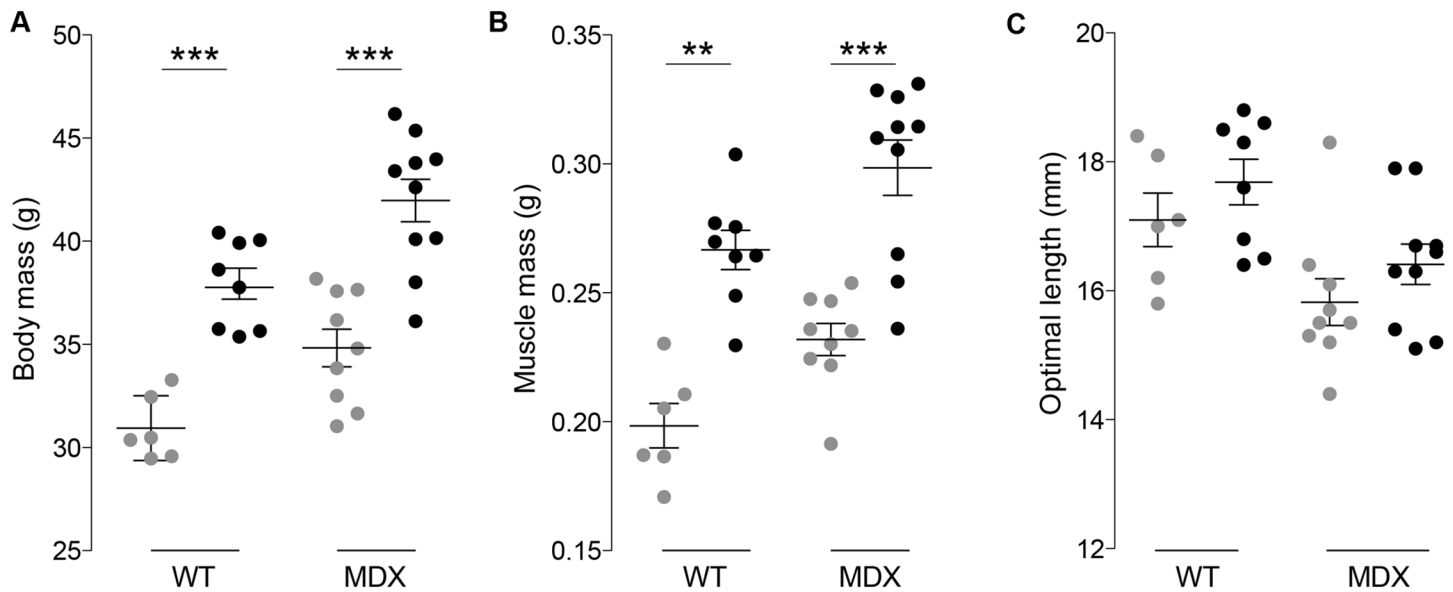 A
Body mass (g)
50
45
40
35
30
25
***
***
WT
MDX
B
Muscle mass (g)
0.35
0.30
0.25
0.20
0.15
**
***
WT
MDX
C
Optimal length (mm)
20
18
16
14
12
WT
MDX